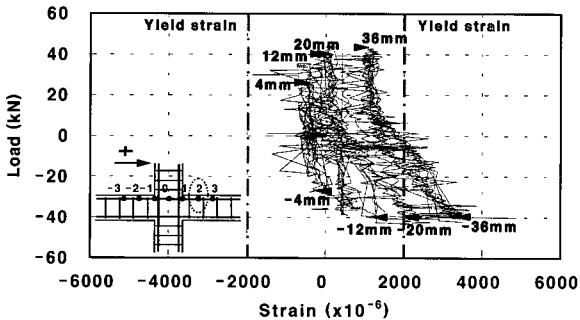 60
40
20
0
-20
-40
-60
Load (kN)
Yield strain
Yield strain
20mm
36mm
12mm
4mm
+
-3 -2 -1 0 1 2 3
-4mm
-12mm
-20mm
-36mm
-6000 -4000 -2000 0 2000 4000 6000
Strain (x10-6)